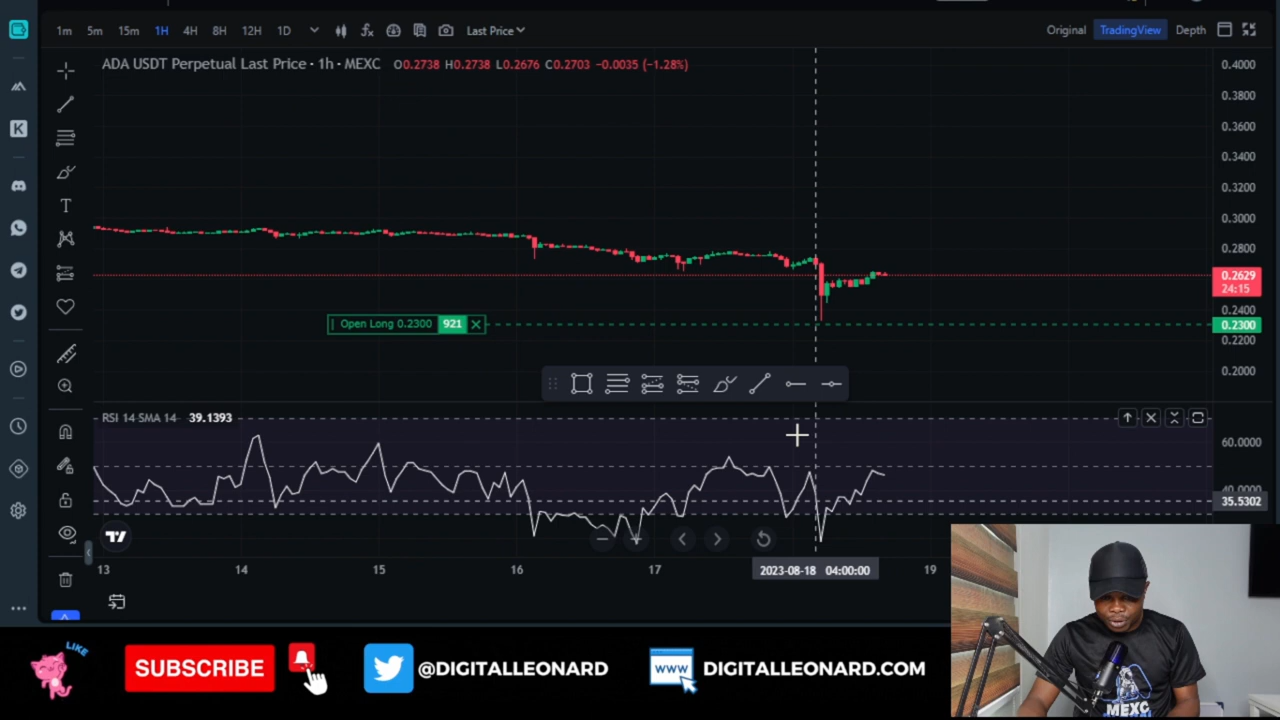 1m 5m 15m 1H 4H 8H 12H 1D Last Price Original TradingView Depth
ADA USDT Perpetual Last Price · 1h · MEXC O0.2738 H0.2738 L0.2676 C0.2703 −0.0035 (−1.28%)
0.4000
0.3800
0.3600
0.3400
0.3200
0.3000
0.2800
0.2629
24:15
0.2400
Open Long 0.2300 921
0.2300
0.2200
0.2000
RSI 14 SMA 14 39.1393
60.0000
40.0000
35.5302
13 14 15 16 17 2023-08-18 04:00:00 19
LIKE
SUBSCRIBE
@DIGITALLEONARD
WWW
DIGITALLEONARD.COM
MEXC